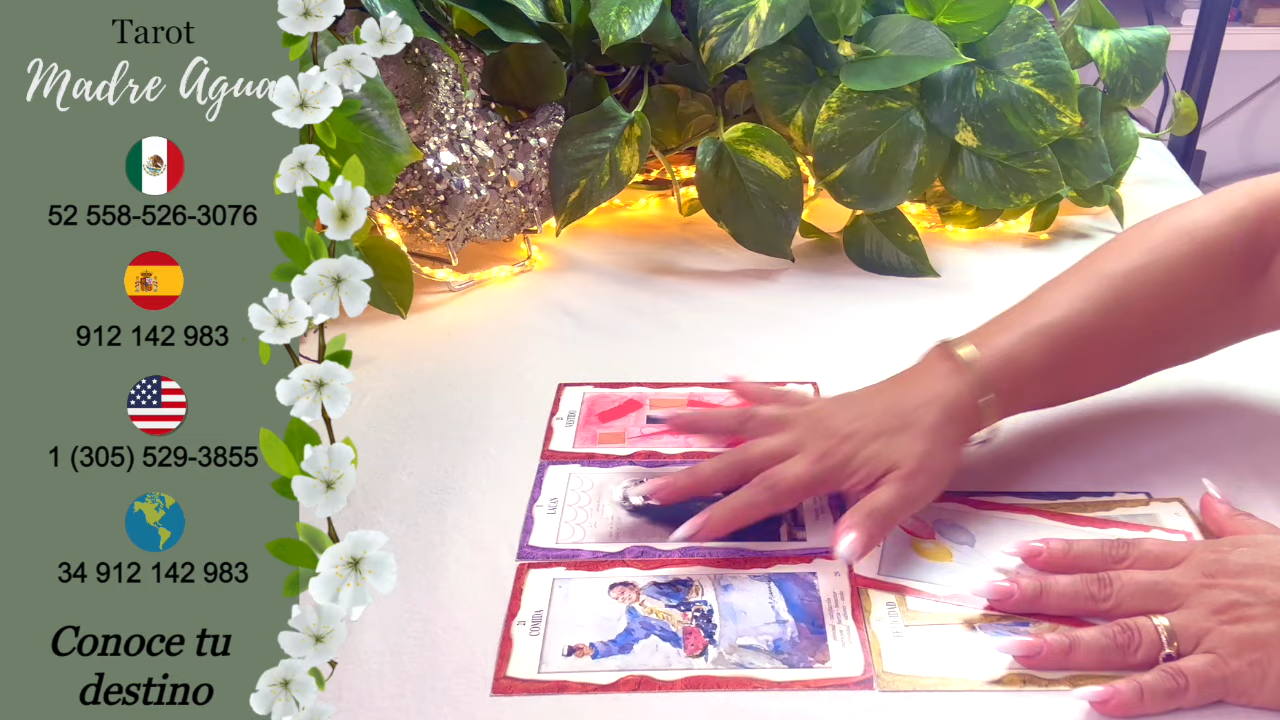 Tarot
Madre Agua
52 558-526-3076
912 142 983
1 (305) 529-3855
34 912 142 983
Conoce tu
destino
VESTIDO
21
COMIDA